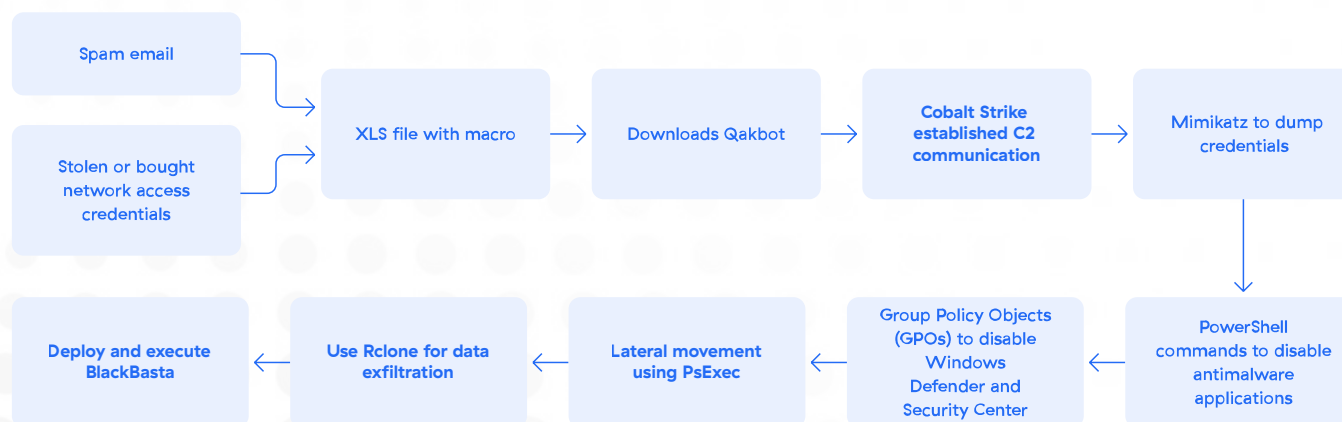 Spam email
Stolen or bought
network access
credentials
XLS file with macro
Downloads Qakbot
Cobalt Strike
established C2
communication
Mimikatz to dump
credentials
PowerShell
commands to disable
antimalware
applications
Group Policy Objects
(GPOs) to disable
Windows
Defender and
Security Center
Lateral movement
using PsExec
Use Rclone for data
exfiltration
Deploy and execute
BlackBasta